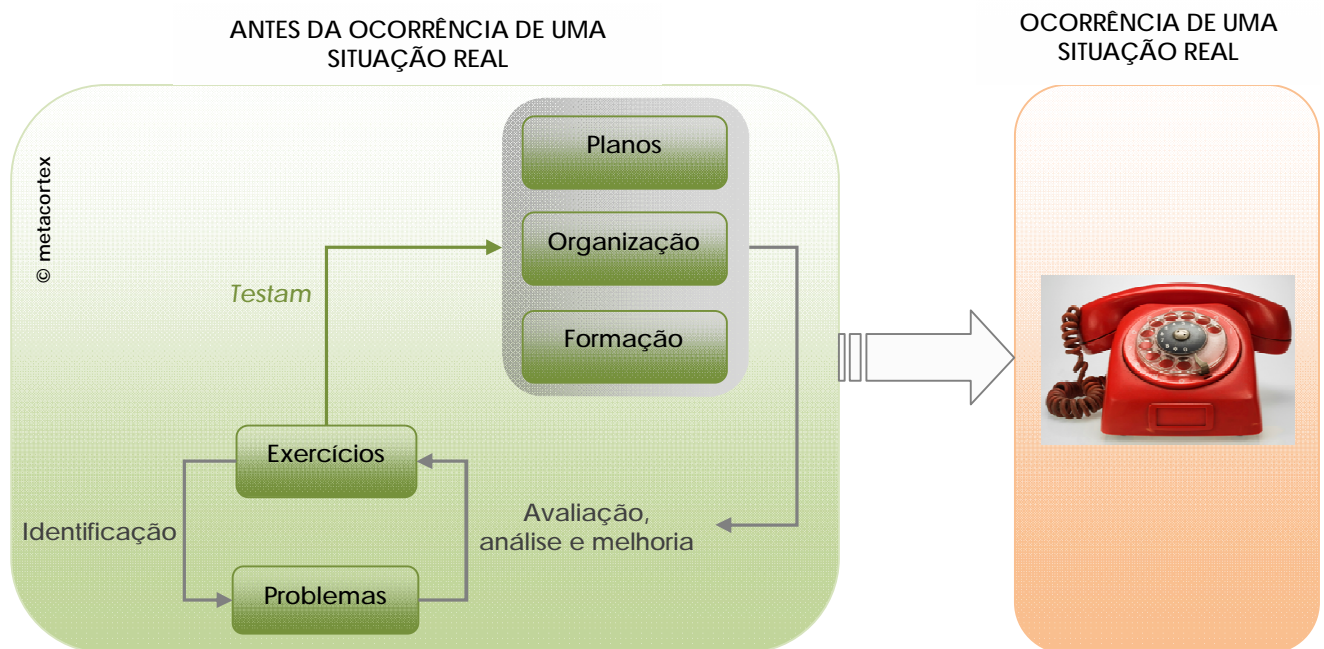 ANTES DA OCORRÊNCIA DE UMA
SITUAÇÃO REAL
OCORRÊNCIA DE UMA
SITUAÇÃO REAL
© metacortex
Planos
Organização
Formação
Testam
Exercícios
Identificação
Avaliação,
análise e melhoria
Problemas